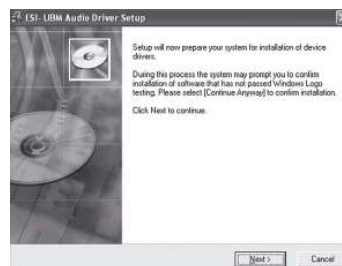 ESI- UBM Audio Driver Setup
Setup will now prepare your system for installation of device
drivers.
During this process the system may prompt you to confirm
installation of software that has not passed Windows Logo
testing. Please select [Continue Anyway] to confirm installation.
Click Next to continue.
Next >
Cancel